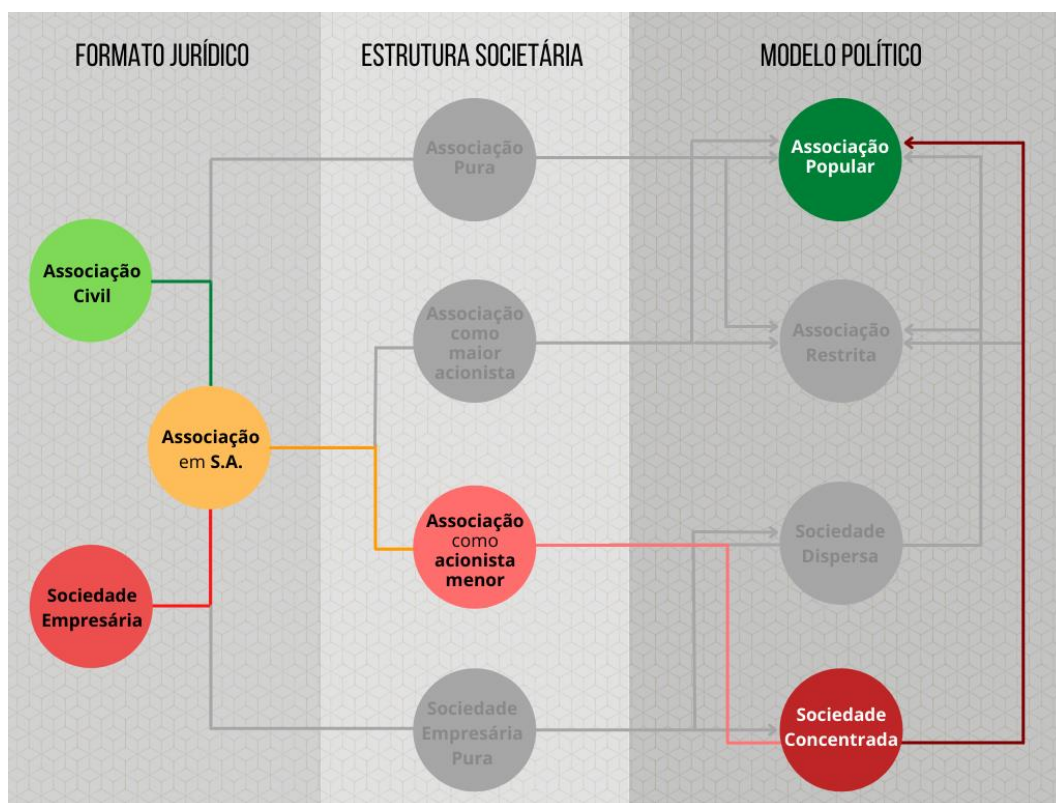 FORMATO JURÍDICO
ESTRUTURA SOCIETÁRIA
MODELO POLÍTICO
Associação
Civil
Associação
em S.A.
Sociedade
Empresária
Associação
Pura
Associação
como
maior
acionista
Associação
como
acionista
menor
Sociedade
Empresária
Pura
Associação
Popular
Associação
Restrita
Sociedade
Dispersa
Sociedade
Concentrada